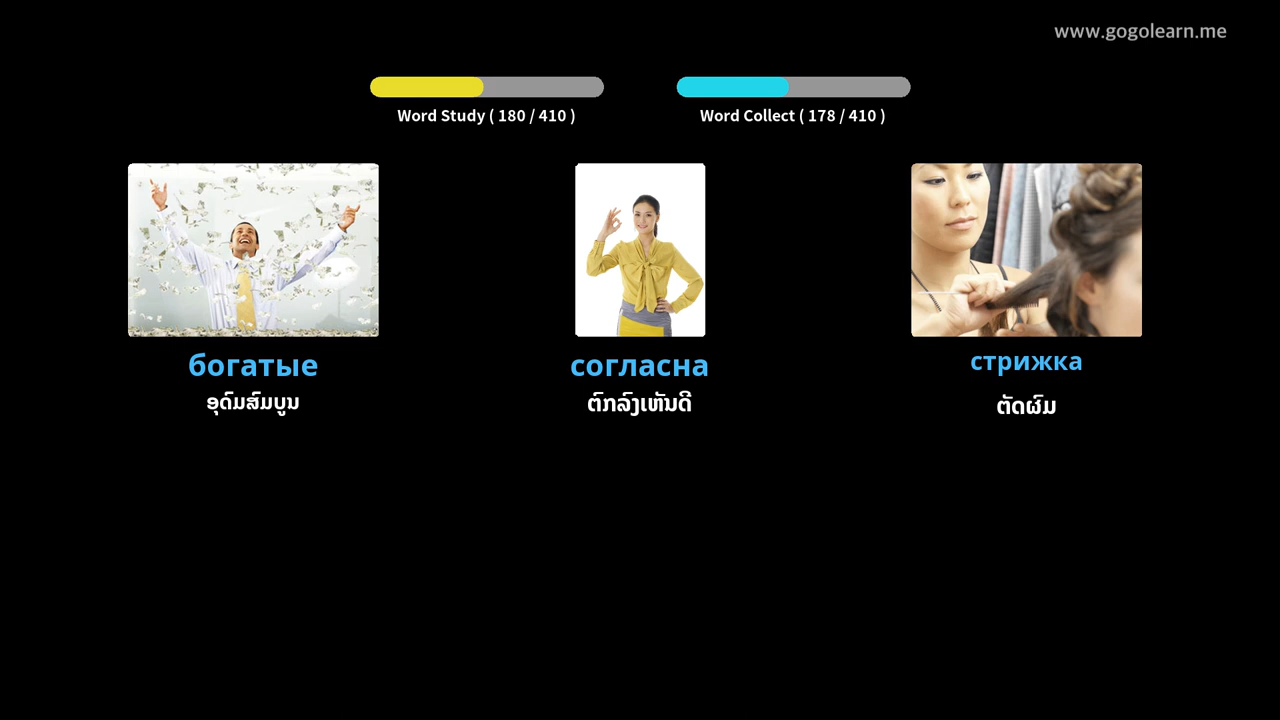 www.gogolearn.me
Word Study ( 180 / 410 )
Word Collect ( 178 / 410 )
богатые
согласна
стрижка
ອຸດົມສົມບູນ
ຕົກລົງເຫັນດີ
ຕັດຜົມ